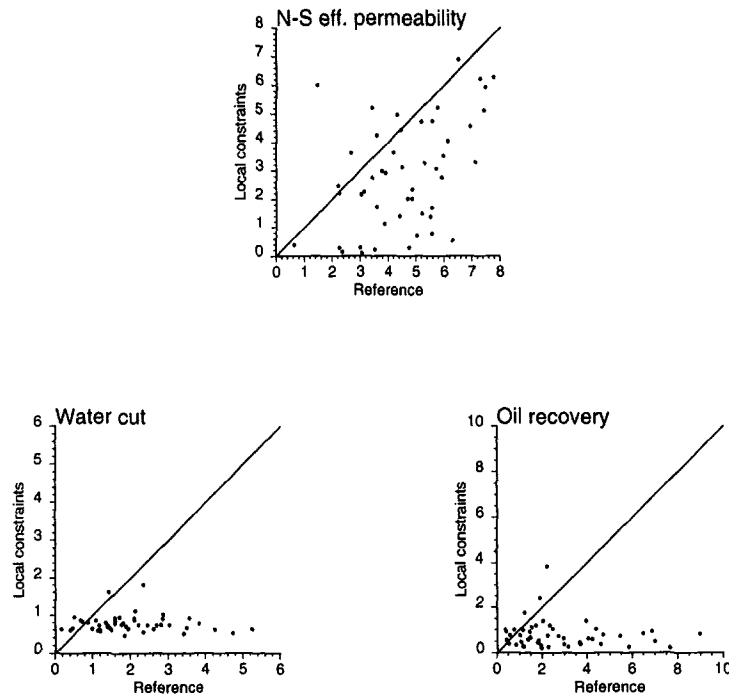 N-S eff. permeability
8
7
6
5
4
3
2
1
0
Local constraints
0 1 2 3 4 5 6 7 8
Reference
Water cut
6
5
4
3
2
1
0
Local constraints
0 1 2 3 4 5 6
Reference
Oil recovery
10
8
6
4
2
0
Local constraints
0 2 4 6 8 10
Reference